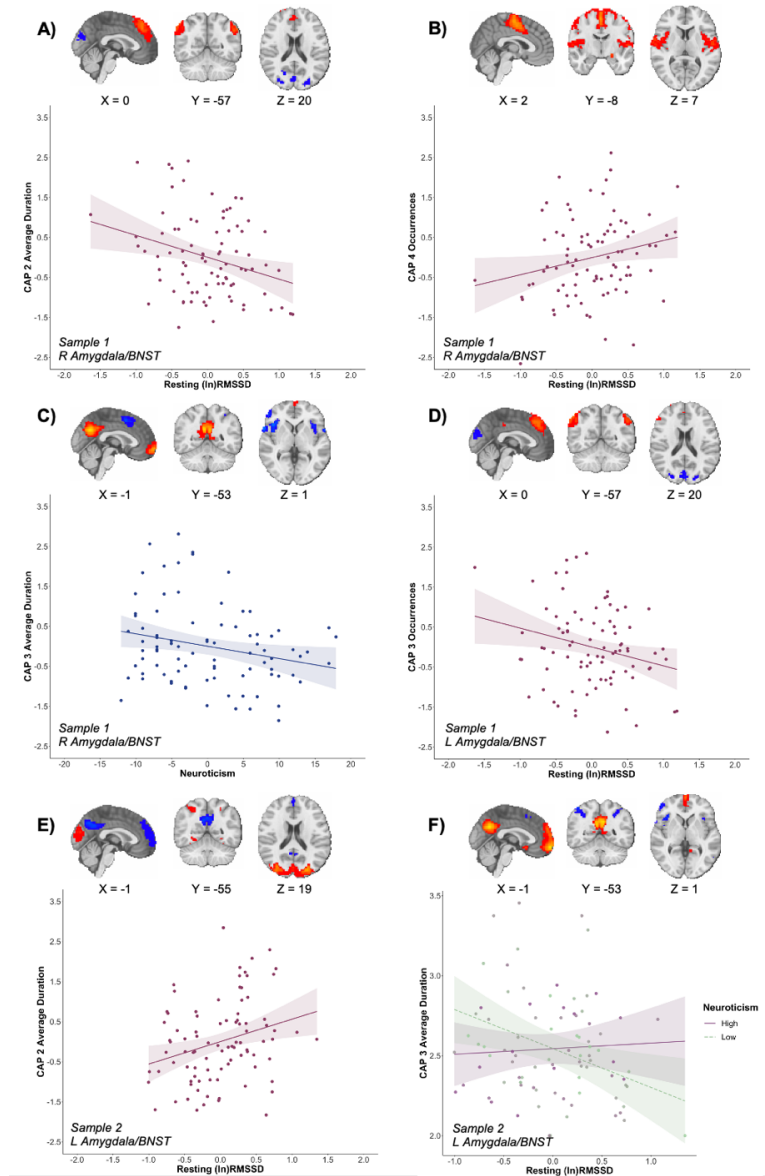 A)
X = 0 Y = -57 Z = 20
3.5
2.5
1.5
0.5
-0.5
-1.5
-2.5
CAP 2 Average Duration
Sample 1
R Amygdala/BNST
-2.0 -1.5 -1.0 -0.5 0.0 0.5 1.0 1.5 2.0
Resting (ln)RMSSD
B)
X = 2 Y = -8 Z = 7
3.5
2.5
1.5
0.5
-0.5
-1.5
-2.5
CAP 4 Occurrences
Sample 1
R Amygdala/BNST
-2.0 -1.5 -1.0 -0.5 0.0 0.5 1.0 1.5 2.0
Resting (ln)RMSSD
C)
X = -1 Y = -53 Z = 1
3.5
2.5
1.5
0.5
-0.5
-1.5
-2.5
CAP 3 Average Duration
Sample 1
R Amygdala/BNST
-20 -15 -10 -5 0 5 10 15 20
Neuroticism
D)
X = 0 Y = -57 Z = 20
3.5
2.5
1.5
0.5
-0.5
-1.5
-2.5
CAP 3 Occurrences
Sample 1
L Amygdala/BNST
-2.0 -1.5 -1.0 -0.5 0.0 0.5 1.0 1.5 2.0
Resting (ln)RMSSD
E)
X = -1 Y = -55 Z = 19
3.5
2.5
1.5
0.5
-0.5
-1.5
-2.5
CAP 2 Average Duration
Sample 2
L Amygdala/BNST
-2.0 -1.5 -1.0 -0.5 0.0 0.5 1.0 1.5 2.0
Resting (ln)RMSSD
F)
X = -1 Y = -53 Z = 1
3.5
3.0
2.5
2.0
CAP 3 Average Duration
Neuroticism
High
Low
Sample 2
L Amygdala/BNST
-1.0 -0.5 0.0 0.5 1.0
Resting (ln)RMSSD